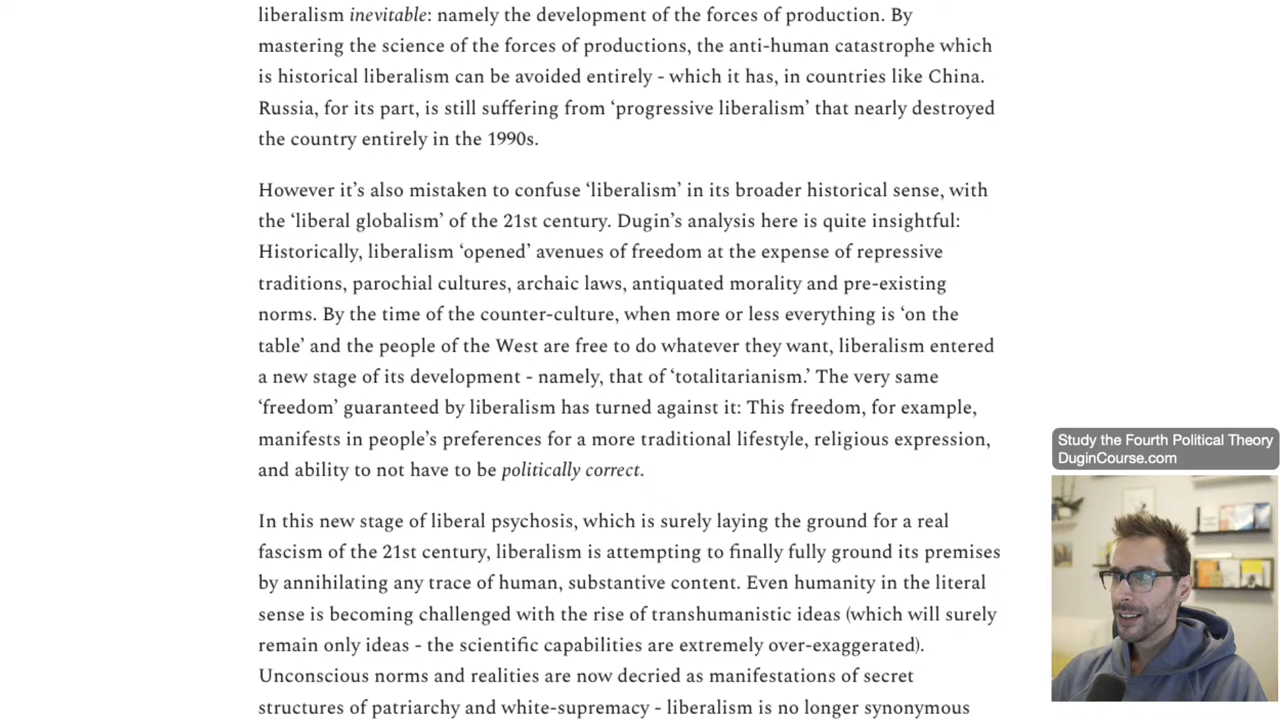 liberalism inevitable: namely the development of the forces of production. By
mastering the science of the forces of productions, the anti-human catastrophe which
is historical liberalism can be avoided entirely - which it has, in countries like China.
Russia, for its part, is still suffering from ‘progressive liberalism’ that nearly destroyed
the country entirely in the 1990s.
However it’s also mistaken to confuse ‘liberalism’ in its broader historical sense, with
the ‘liberal globalism’ of the 21st century. Dugin’s analysis here is quite insightful:
Historically, liberalism ‘opened’ avenues of freedom at the expense of repressive
traditions, parochial cultures, archaic laws, antiquated morality and pre-existing
norms. By the time of the counter-culture, when more or less everything is ‘on the
table’ and the people of the West are free to do whatever they want, liberalism entered
a new stage of its development - namely, that of ‘totalitarianism.’ The very same
‘freedom’ guaranteed by liberalism has turned against it: This freedom, for example,
manifests in people’s preferences for a more traditional lifestyle, religious expression,
and ability to not have to be politically correct.
In this new stage of liberal psychosis, which is surely laying the ground for a real
fascism of the 21st century, liberalism is attempting to finally fully ground its premises
by annihilating any trace of human, substantive content. Even humanity in the literal
sense is becoming challenged with the rise of transhumanistic ideas (which will surely
remain only ideas - the scientific capabilities are extremely over-exaggerated).
Unconscious norms and realities are now decried as manifestations of secret
structures of patriarchy and white-supremacy - liberalism is no longer synonymous
Study the Fourth Political Theory
DuginCourse.com